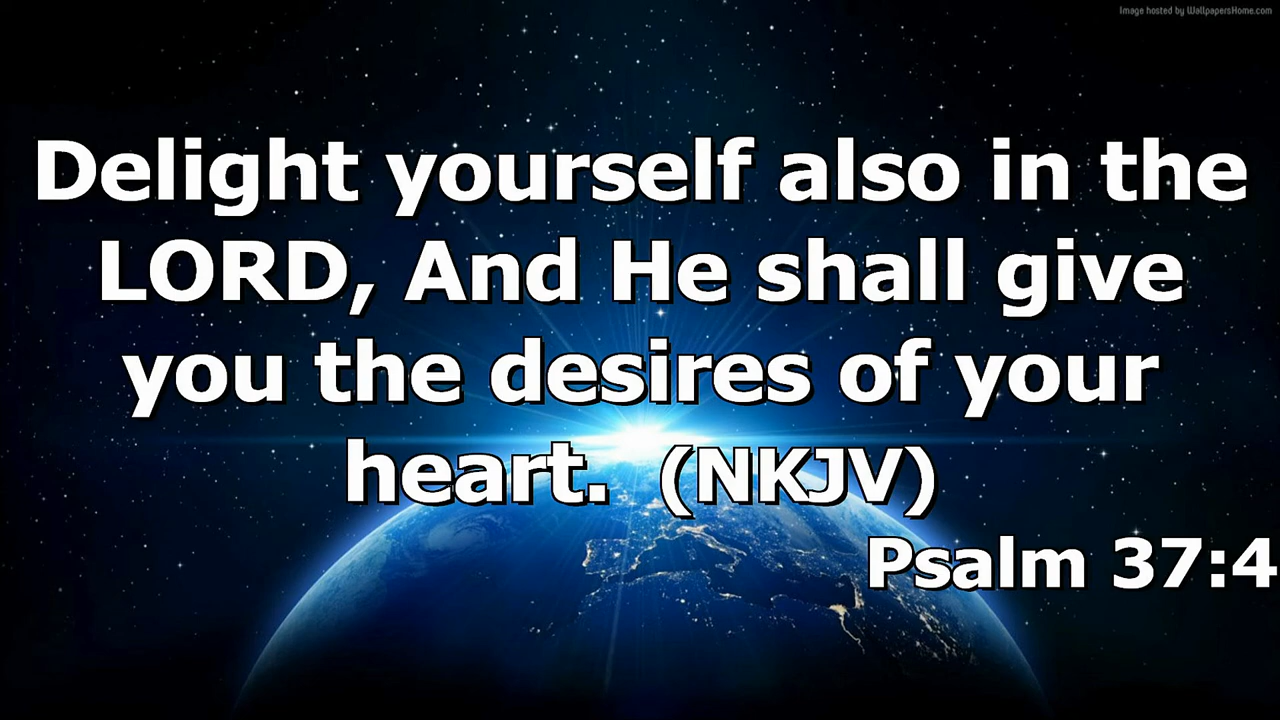 Image hosted by WallpapersHome.com
Delight yourself also in the
LORD, And He shall give
you the desires of your
heart. (NKJV)
Psalm 37:4